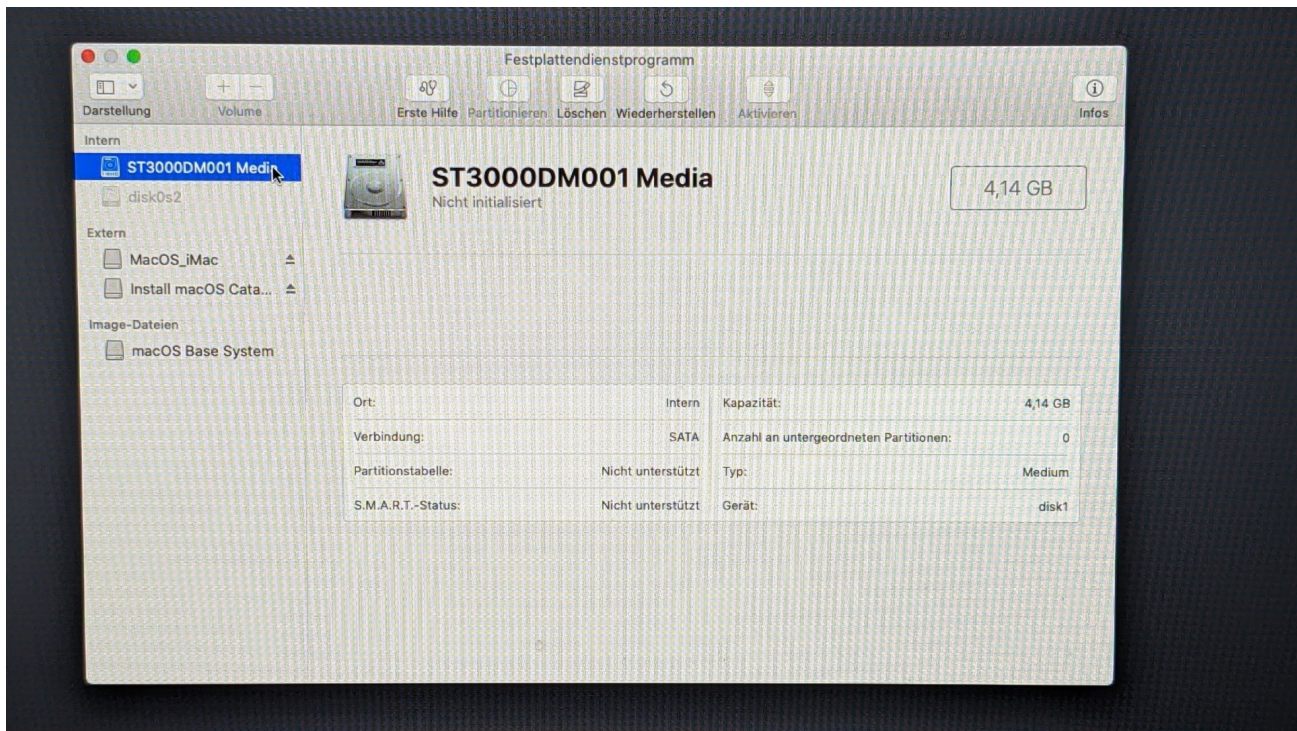 Festplattendienstprogramm
Darstellung
Volume
Erste Hilfe
Partitionieren
Löschen
Wiederherstellen
Aktivieren
Infos
Intern
ST3000DM001 Media
disk0s2
Extern
MacOS_iMac
Install macOS Cata...
Image-Dateien
macOS Base System
ST3000DM001 Media
Nicht initialisiert
4,14 GB
Ort: Intern
Verbindung: SATA
Partitionstabelle: Nicht unterstützt
S.M.A.R.T.-Status: Nicht unterstützt
Kapazität: 4,14 GB
Anzahl an untergeordneten Partitionen: 0
Typ: Medium
Gerät: disk1